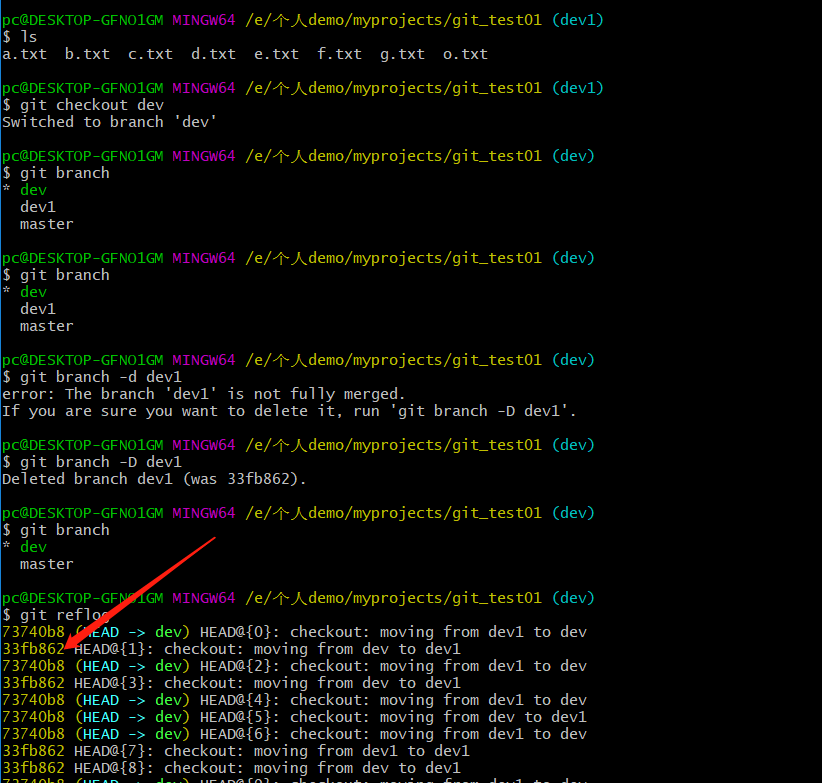 pc@DESKTOP-GFNO1GM MINGW64 /e/个人demo/myprojects/git_test01 (dev1)
$ ls
a.txt  b.txt  c.txt  d.txt  e.txt  f.txt  g.txt  o.txt
pc@DESKTOP-GFNO1GM MINGW64 /e/个人demo/myprojects/git_test01 (dev1)
$ git checkout dev
Switched to branch 'dev'
pc@DESKTOP-GFNO1GM MINGW64 /e/个人demo/myprojects/git_test01 (dev)
$ git branch
* dev
  dev1
  master
pc@DESKTOP-GFNO1GM MINGW64 /e/个人demo/myprojects/git_test01 (dev)
$ git branch
* dev
  dev1
  master
pc@DESKTOP-GFNO1GM MINGW64 /e/个人demo/myprojects/git_test01 (dev)
$ git branch -d dev1
error: The branch 'dev1' is not fully merged.
If you are sure you want to delete it, run 'git branch -D dev1'.
pc@DESKTOP-GFNO1GM MINGW64 /e/个人demo/myprojects/git_test01 (dev)
$ git branch -D dev1
Deleted branch dev1 (was 33fb862).
pc@DESKTOP-GFNO1GM MINGW64 /e/个人demo/myprojects/git_test01 (dev)
$ git branch
* dev
  master
pc@DESKTOP-GFNO1GM MINGW64 /e/个人demo/myprojects/git_test01 (dev)
$ git reflog
73740b8 (HEAD -> dev) HEAD@{0}: checkout: moving from dev1 to dev
33fb862 HEAD@{1}: checkout: moving from dev to dev1
73740b8 (HEAD -> dev) HEAD@{2}: checkout: moving from dev1 to dev
33fb862 HEAD@{3}: checkout: moving from dev to dev1
73740b8 (HEAD -> dev) HEAD@{4}: checkout: moving from dev1 to dev
73740b8 (HEAD -> dev) HEAD@{5}: checkout: moving from dev to dev1
73740b8 (HEAD -> dev) HEAD@{6}: checkout: moving from dev1 to dev
33fb862 HEAD@{7}: checkout: moving from dev1 to dev1
33fb862 HEAD@{8}: checkout: moving from dev to dev1
73740b8 (HEAD -> dev) HEAD@{9}: checkout: moving from dev1 to dev